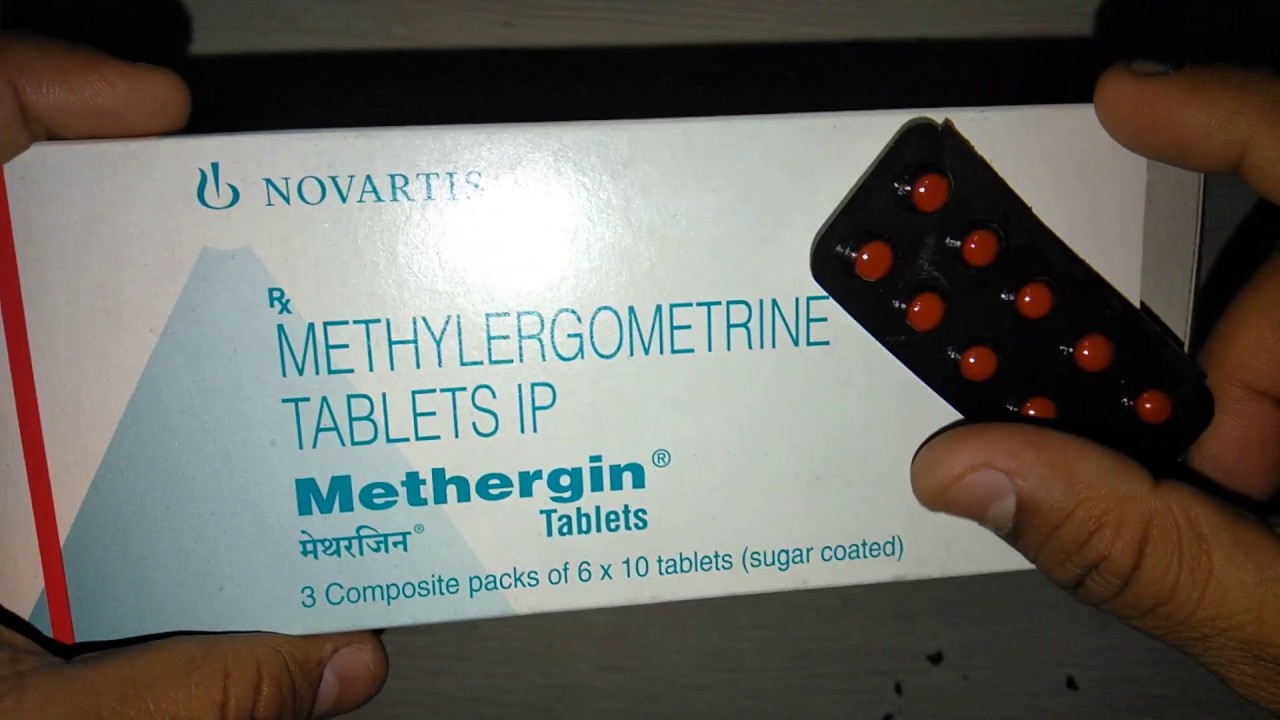 NOVARTIS
Rx
METHYLERGOMETRINE
TABLETS IP
Methergin®
Tablets
मेथरजिन®
3 Composite packs of 6 x 10 tablets (sugar coated)